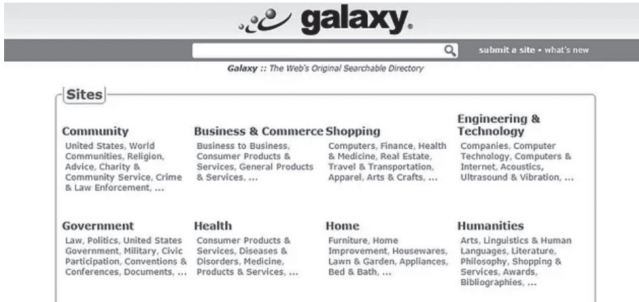 galaxy®
submit a site • what's new
Galaxy :: The Web's Original Searchable Directory
Sites
Community
United States, World
Communities, Religion,
Advice, Charity &
Community Service, Crime
& Law Enforcement, ...
Business & Commerce
Business to Business,
Consumer Products &
Services, General Products
& Services, ...
Shopping
Computers, Finance, Health
& Medicine, Real Estate,
Travel & Transportation,
Apparel, Arts & Crafts, ...
Engineering &
Technology
Companies, Computer
Technology, Computers &
Internet, Acoustics,
Ultrasound & Vibration, ...
Government
Law, Politics, United States
Government, Military, Civic
Participation, Conventions &
Conferences, Documents, ...
Health
Consumer Products &
Services, Diseases &
Disorders, Medicine,
Products & Services, ...
Home
Furniture, Home
Improvement, Housewares,
Lawn & Garden, Appliances,
Bed & Bath, ...
Humanities
Arts, Linguistics & Human
Languages, Literature,
Philosophy, Shopping &
Services, Awards,
Bibliographies, ...